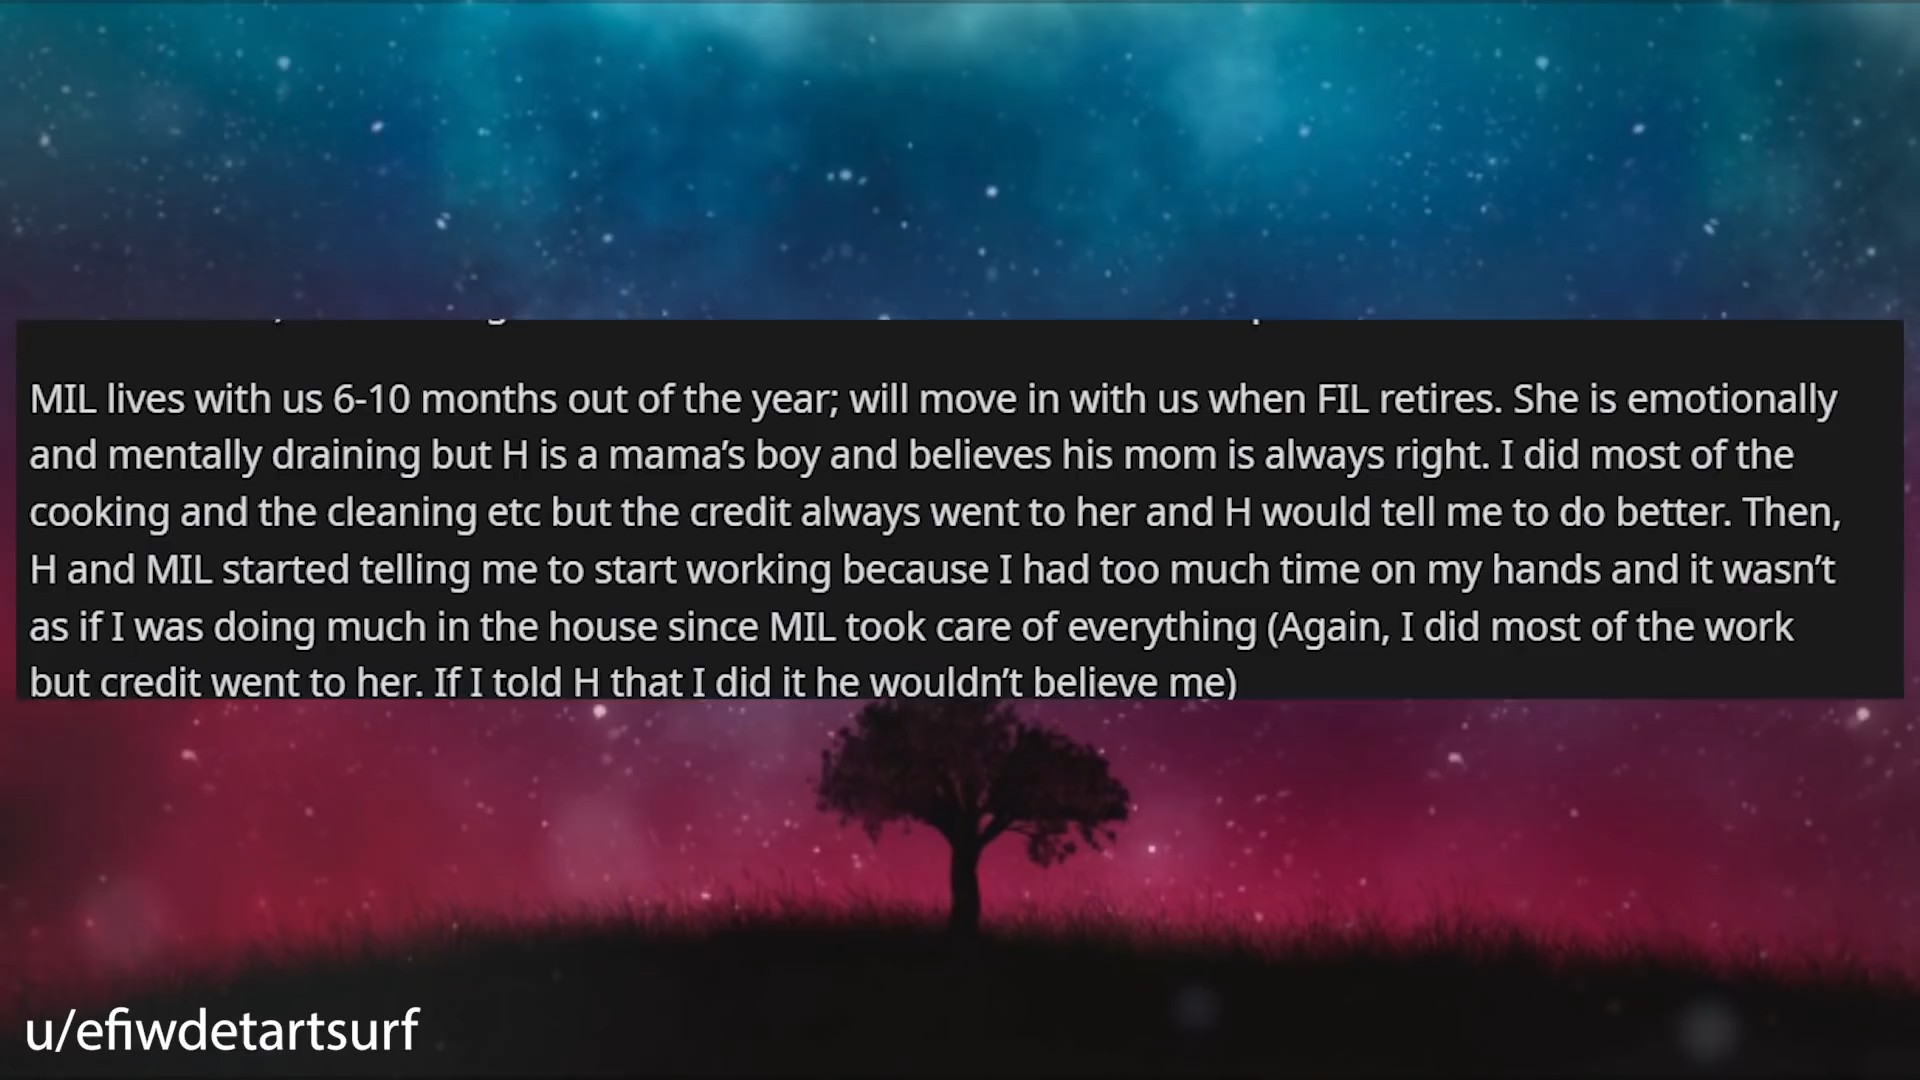 MIL lives with us 6-10 months out of the year; will move in with us when FIL retires. She is emotionally
and mentally draining but H is a mama’s boy and believes his mom is always right. I did most of the
cooking and the cleaning etc but the credit always went to her and H would tell me to do better. Then,
H and MIL started telling me to start working because I had too much time on my hands and it wasn’t
as if I was doing much in the house since MIL took care of everything (Again, I did most of the work
but credit went to her. If I told H that I did it he wouldn’t believe me)
u/efiwdetartsurf